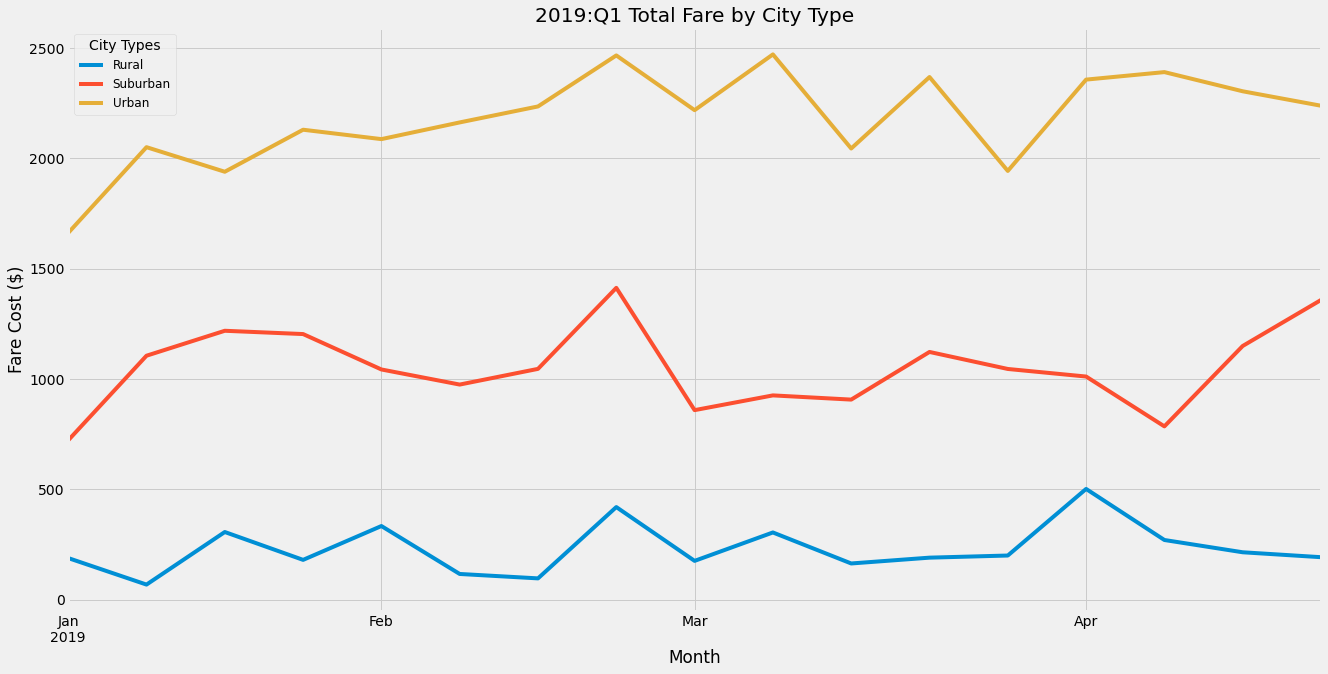 2019:Q1 Total Fare by City Type
City Types
Rural
Suburban
Urban
Fare Cost ($)
2500
2000
1500
1000
500
0
Jan
2019
Feb
Mar
Apr
Month